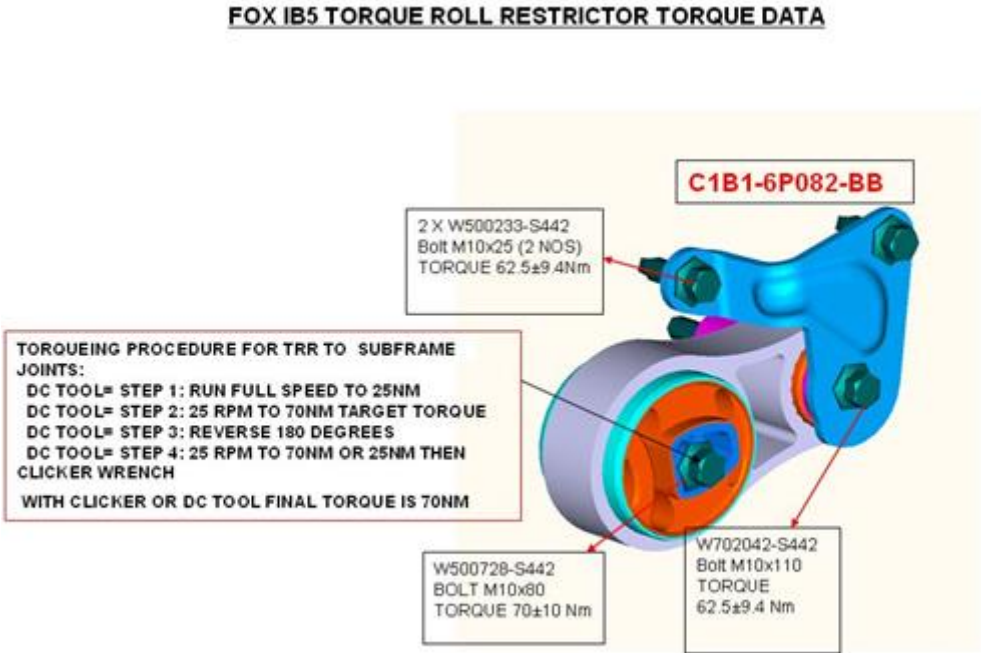 FOX IB5 TORQUE ROLL RESTRICTOR TORQUE DATA
C1B1-6P082-BB
2 X W500233-S442
Bolt M10x25 (2 NOS)
TORQUE 62.5±9.4Nm
TORQUEING PROCEDURE FOR TRR TO SUBFRAME
JOINTS:
DC TOOL= STEP 1: RUN FULL SPEED TO 25NM
DC TOOL= STEP 2: 25 RPM TO 70NM TARGET TORQUE
DC TOOL= STEP 3: REVERSE 180 DEGREES
DC TOOL= STEP 4: 25 RPM TO 70NM OR 25NM THEN
CLICKER WRENCH
WITH CLICKER OR DC TOOL FINAL TORQUE IS 70NM
W500728-S442
BOLT M10x80
TORQUE 70±10 Nm
W702042-S442
Bolt M10x110
TORQUE
62.5±9.4 Nm